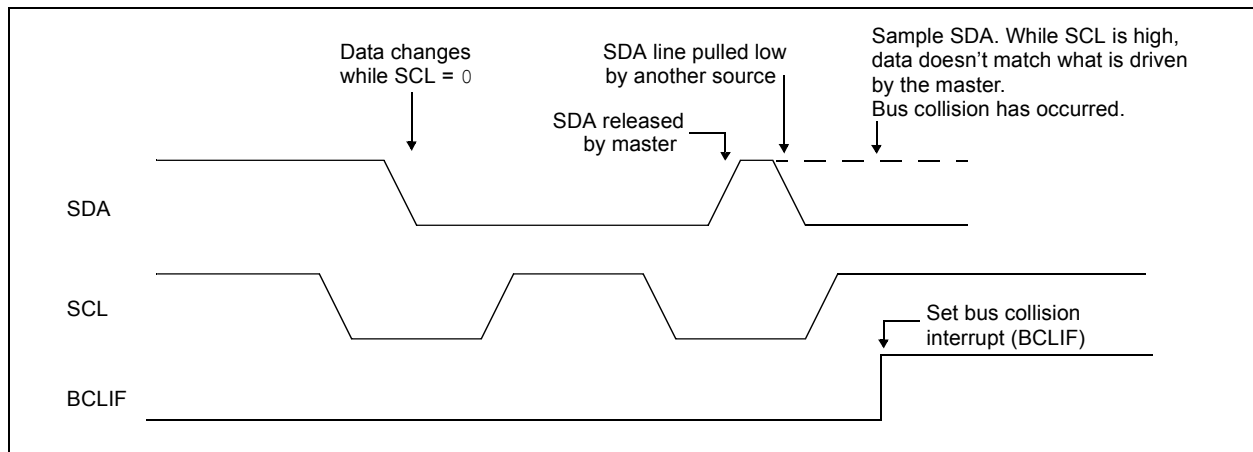 Data changes
while SCL = 0
SDA line pulled low
by another source
Sample SDA. While SCL is high,
data doesn’t match what is driven
by the master.
Bus collision has occurred.
SDA released
by master
SDA
SCL
Set bus collision
interrupt (BCLIF)
BCLIF